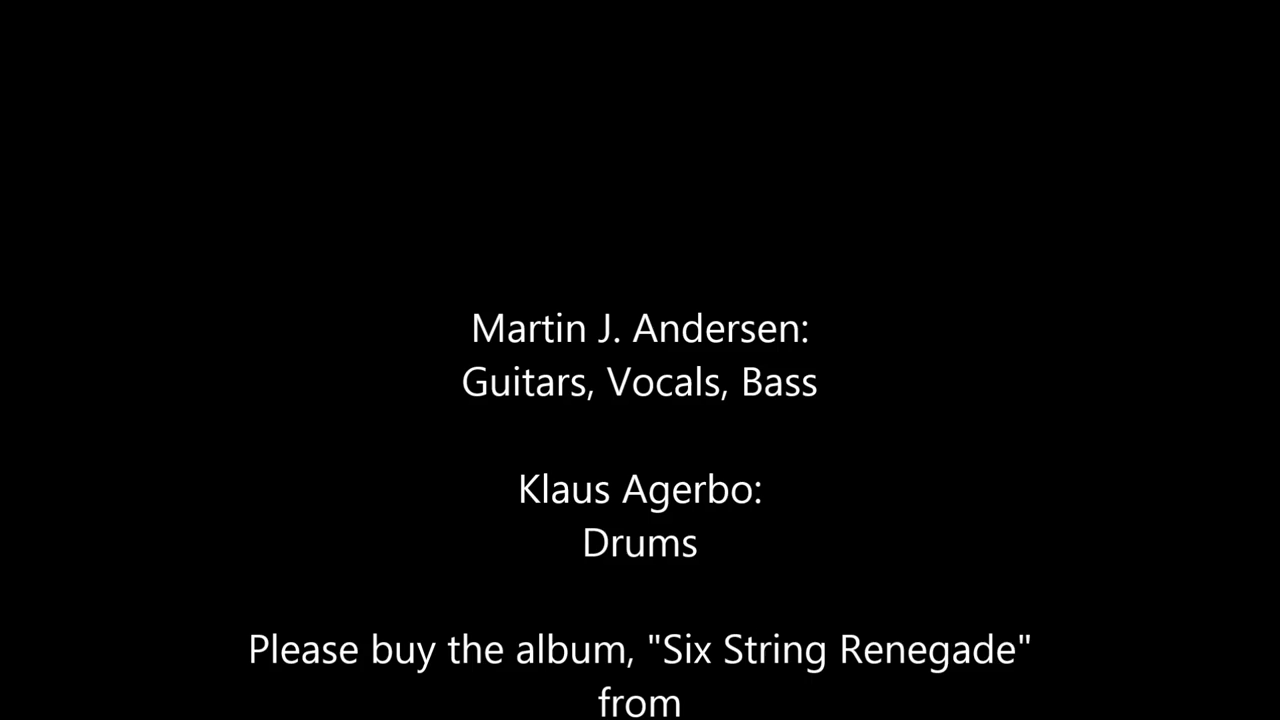 Martin J. Andersen:
Guitars, Vocals, Bass
Klaus Agerbo:
Drums
Please buy the album, "Six String Renegade"
from